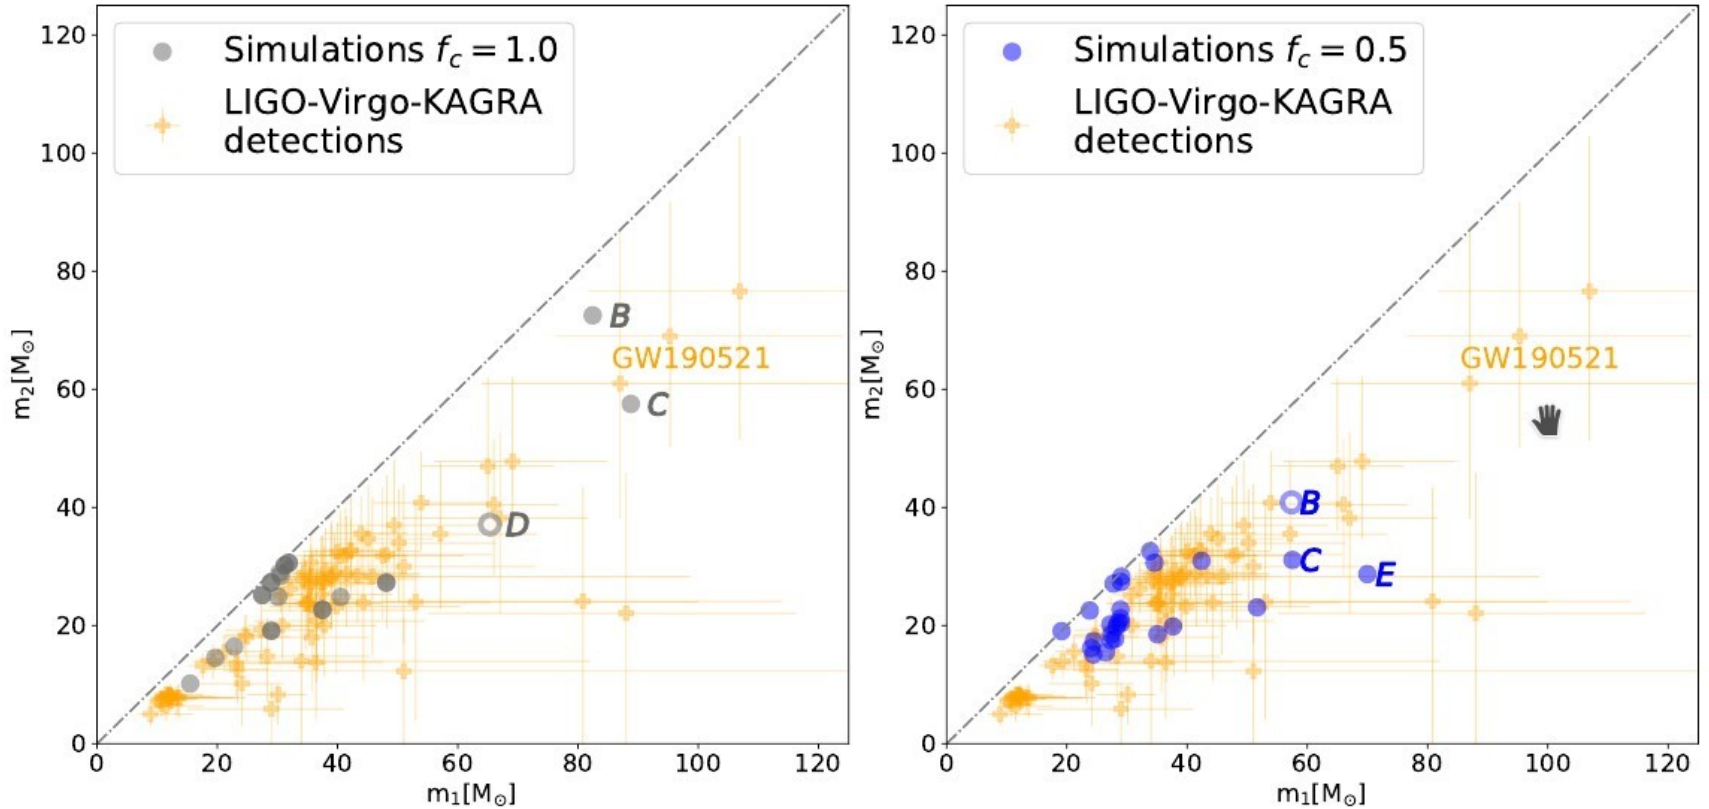 Simulations f_c = 1.0
LIGO-Virgo-KAGRA
detections
120
100
80
60
40
20
0
m₂[M⊙]
B
GW190521
C
D
0 20 40 60 80 100 120
m₁[M⊙]
Simulations f_c = 0.5
LIGO-Virgo-KAGRA
detections
120
100
80
60
40
20
0
m₂[M⊙]
GW190521
B
C
E
0 20 40 60 80 100 120
m₁[M⊙]